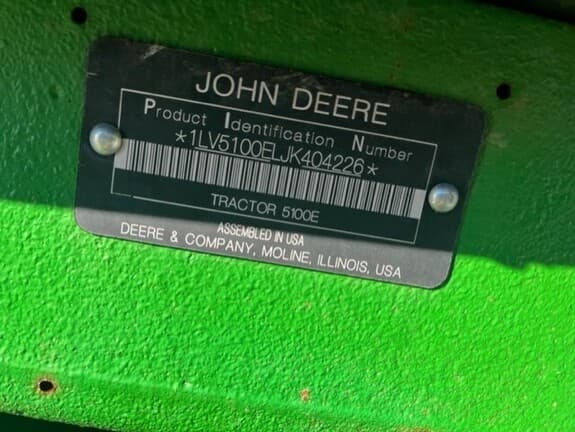 JOHN DEERE
Product Identification Number
*1LV5100ELJK404226*
TRACTOR 5100E
ASSEMBLED IN USA
DEERE & COMPANY, MOLINE, ILLINOIS, USA